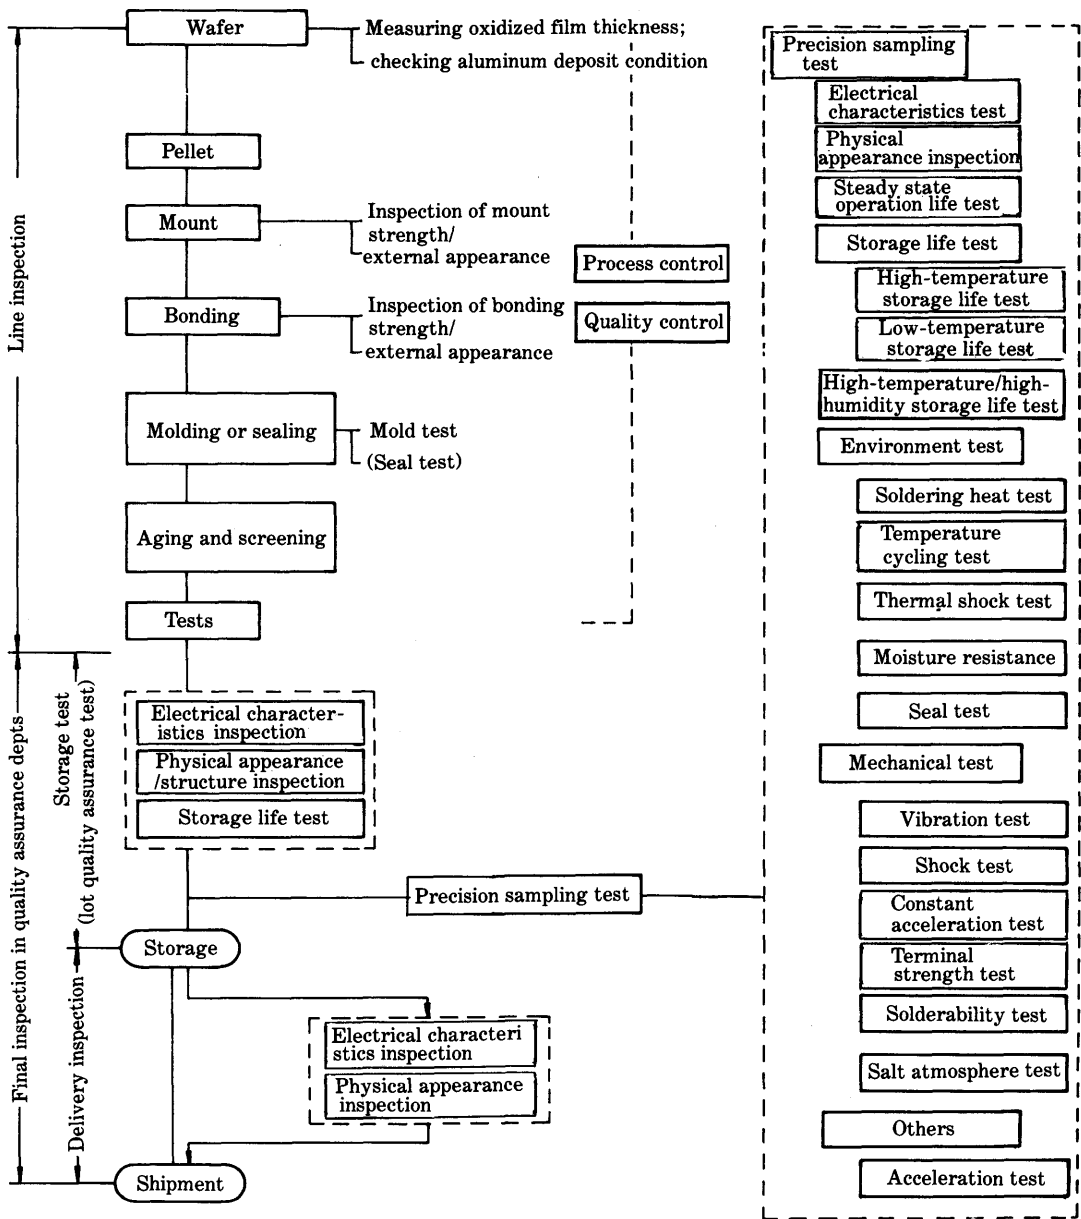 Wafer
Measuring oxidized film thickness;
checking aluminum deposit condition
Pellet
Mount
Inspection of mount
strength/
external appearance
Process control
Bonding
Inspection of bonding
strength/
external appearance
Quality control
Molding or sealing
Mold test
(Seal test)
Aging and screening
Tests
Line inspection
Final inspection in quality assurance depts
Storage test
(lot quality assurance test)
Delivery inspection
Electrical character-
istics inspection
Physical appearance
/structure inspection
Storage life test
Precision sampling test
Storage
Electrical characteri
stics inspection
Physical appearance
inspection
Shipment
Precision sampling
test
Electrical
characteristics test
Physical
appearance inspection
Steady state
operation life test
Storage life test
High-temperature
storage life test
Low-temperature
storage life test
High-temperature/high-
humidity storage life test
Environment test
Soldering heat test
Temperature
cycling test
Thermal shock test
Moisture resistance
Seal test
Mechanical test
Vibration test
Shock test
Constant
acceleration test
Terminal
strength test
Solderability test
Salt atmosphere test
Others
Acceleration test